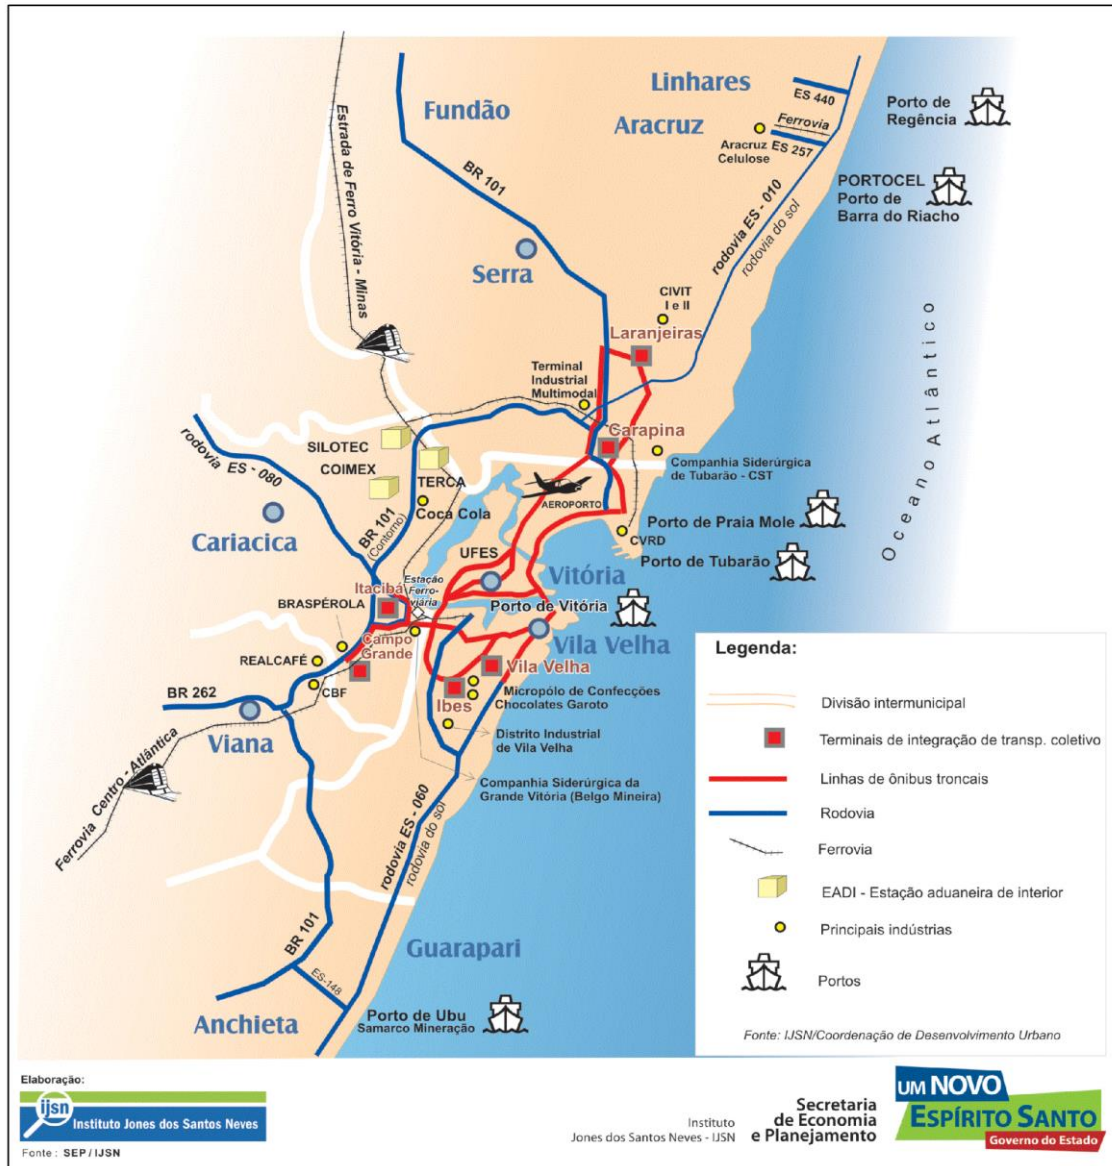 Linhares
Aracruz
Fundão
ES 440
Ferrovia
ES 257
Aracruz
Celulose
Porto de
Regência
PORTOCEL
Porto de
Barra do Riacho
Estrada de Ferro Vitória - Minas
BR 101
rodovia ES - 010
rodovia do sol
Serra
CIVIT
I e II
Laranjeiras
Oceano Atlântico
Terminal
Industrial
Multimodal
Carapina
rodovia ES - 080
SILOTEC
COIMEX
TERCA
Companhia Siderúrgica
de Tubarão - CST
AEROPORTO
Coca Cola
BR 101
(Contorno)
Cariacica
Porto de Praia Mole
CVRD
Porto de Tubarão
UFES
Vitória
Itacibá
Estação
Ferro-
viária
BRASPÉROLA
Porto de Vitória
Vila Velha
Campo
Grande
REALCAFÉ
Vila Velha
BR 262
CBF
Ibes
Micropólo de Confecções
Chocolates Garoto
Viana
Distrito Industrial
de Vila Velha
Ferrovia Centro - Atlântica
Companhia Siderúrgica da
Grande Vitória (Belgo Mineira)
rodovia ES - 060
rodovia do sol
BR 101
Guarapari
ES-148
Anchieta
Porto de Ubu
Samarco Mineração
Legenda:
Divisão intermunicipal
Terminais de integração de transp. coletivo
Linhas de ônibus troncais
Rodovia
Ferrovia
EADI - Estação aduaneira de interior
Principais indústrias
Portos
Fonte: IJSN/Coordenação de Desenvolvimento Urbano
Elaboração:
ijsn
Instituto Jones dos Santos Neves
Fonte : SEP / IJSN
Instituto
Jones dos Santos Neves - IJSN
Secretaria
de Economia
e Planejamento
UM NOVO
ESPÍRITO SANTO
Governo do Estado